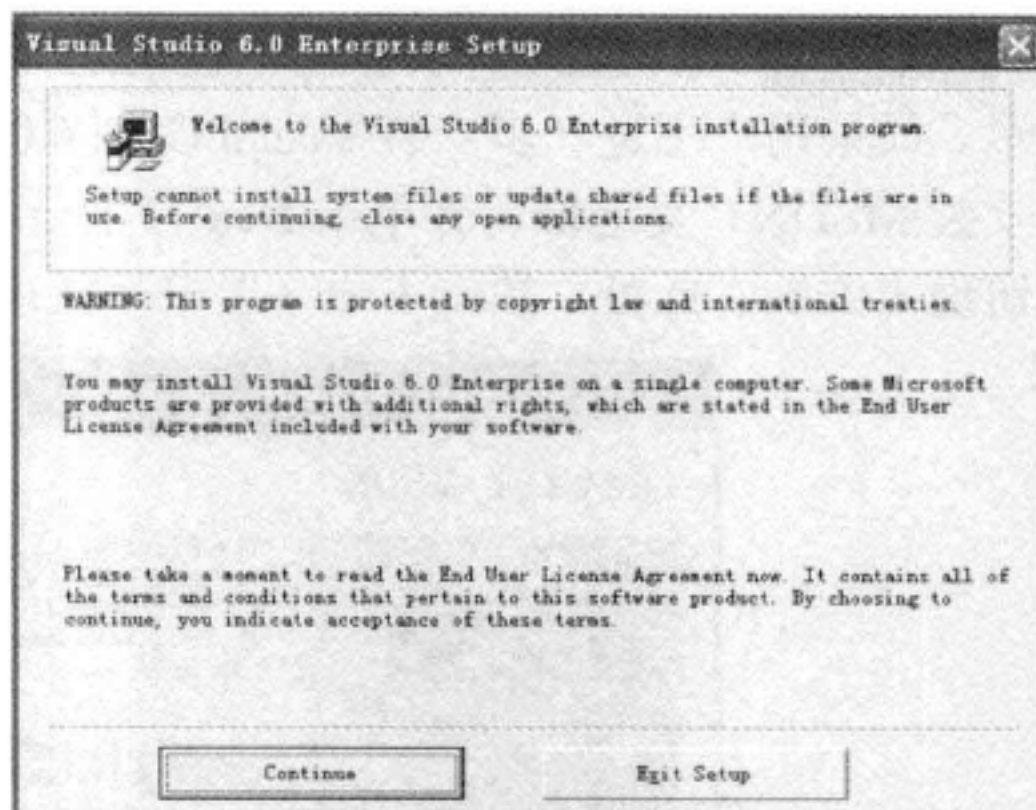 Visual Studio 6.0 Enterprise Setup
Welcome to the Visual Studio 6.0 Enterprise installation program.
Setup cannot install system files or update shared files if the files are in
use. Before continuing, close any open applications.
WARNING: This program is protected by copyright law and international treaties.
You may install Visual Studio 6.0 Enterprise on a single computer. Some Microsoft
products are provided with additional rights, which are stated in the End User
License Agreement included with your software.
Please take a moment to read the End User License Agreement now. It contains all of
the terms and conditions that pertain to this software product. By choosing to
continue, you indicate acceptance of these terms.
Continue
Exit Setup